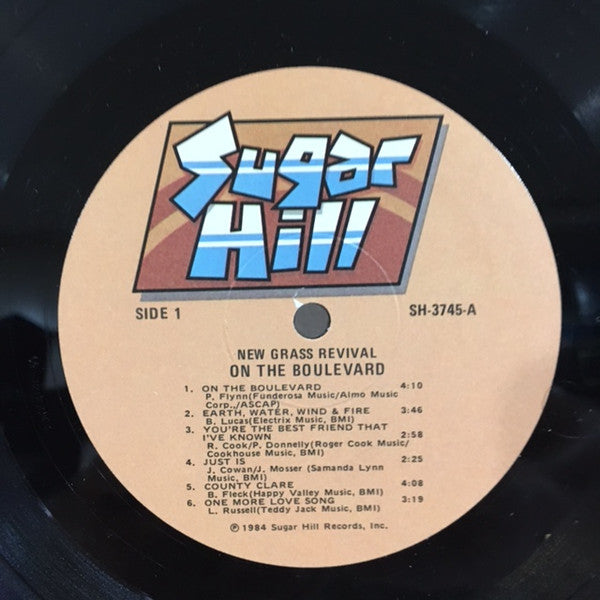 Sugar
Hill
SIDE 1 SH-3745-A
NEW GRASS REVIVAL
ON THE BOULEVARD
1. ON THE BOULEVARD 4:10
P. Flynn(Funderosa Music/Almo Music
Corp.,/ASCAP)
2. EARTH, WATER, WIND & FIRE 3:46
B. Lucas(Electrix Music, BMI)
3. YOU'RE THE BEST FRIEND THAT
I'VE KNOWN 2:58
R. Cook/P. Donnelly(Roger Cook Music/
Cookhouse Music, BMI)
4. JUST IS 2:25
J. Cowan/J. Mosser (Samanda Lynn
Music, BMI)
5. COUNTY CLARE 4:08
B. Fleck(Happy Valley Music, BMI)
6. ONE MORE LOVE SONG 3:19
L. Russell(Teddy Jack Music, BMI)
℗ 1984 Sugar Hill Records, Inc.